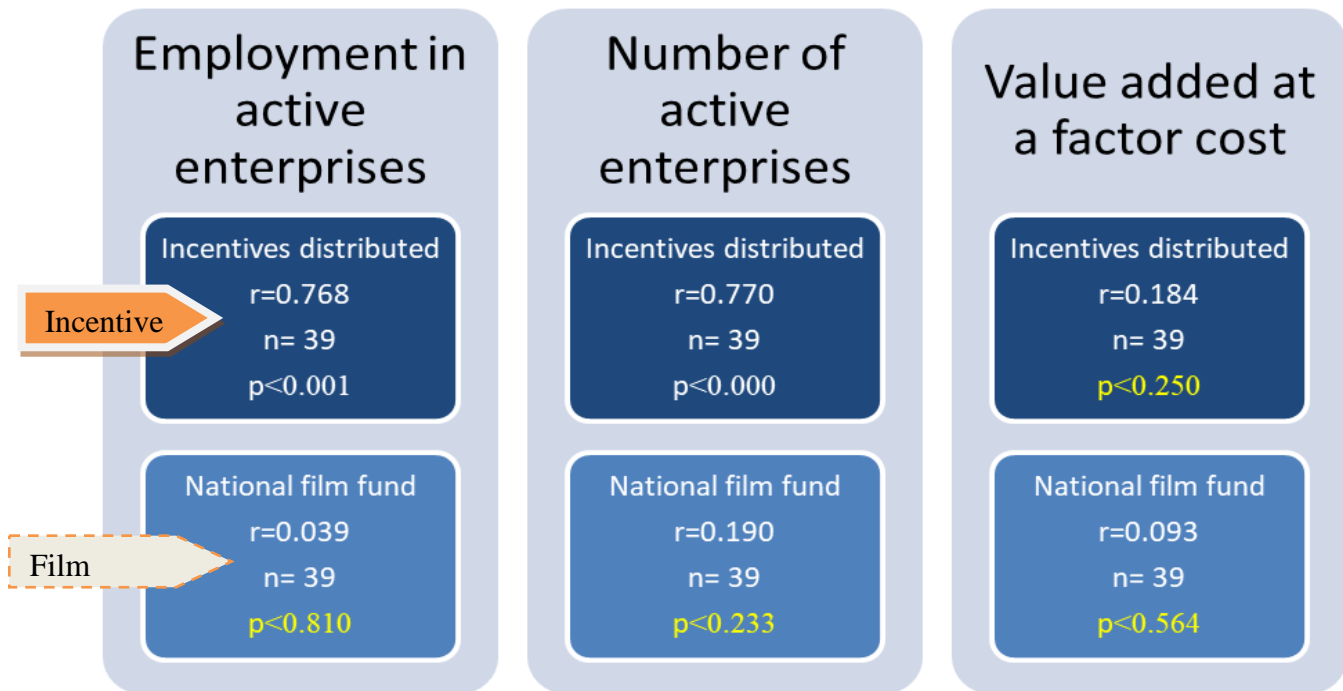 Employment in
active
enterprises
Incentives distributed
r=0.768
n= 39
p<0.001
National film fund
r=0.039
n= 39
p<0.810
Number of
active
enterprises
Incentives distributed
r=0.770
n= 39
p<0.000
National film fund
r=0.190
n= 39
p<0.233
Value added at
a factor cost
Incentives distributed
r=0.184
n= 39
p<0.250
National film fund
r=0.093
n= 39
p<0.564
Incentive
Film